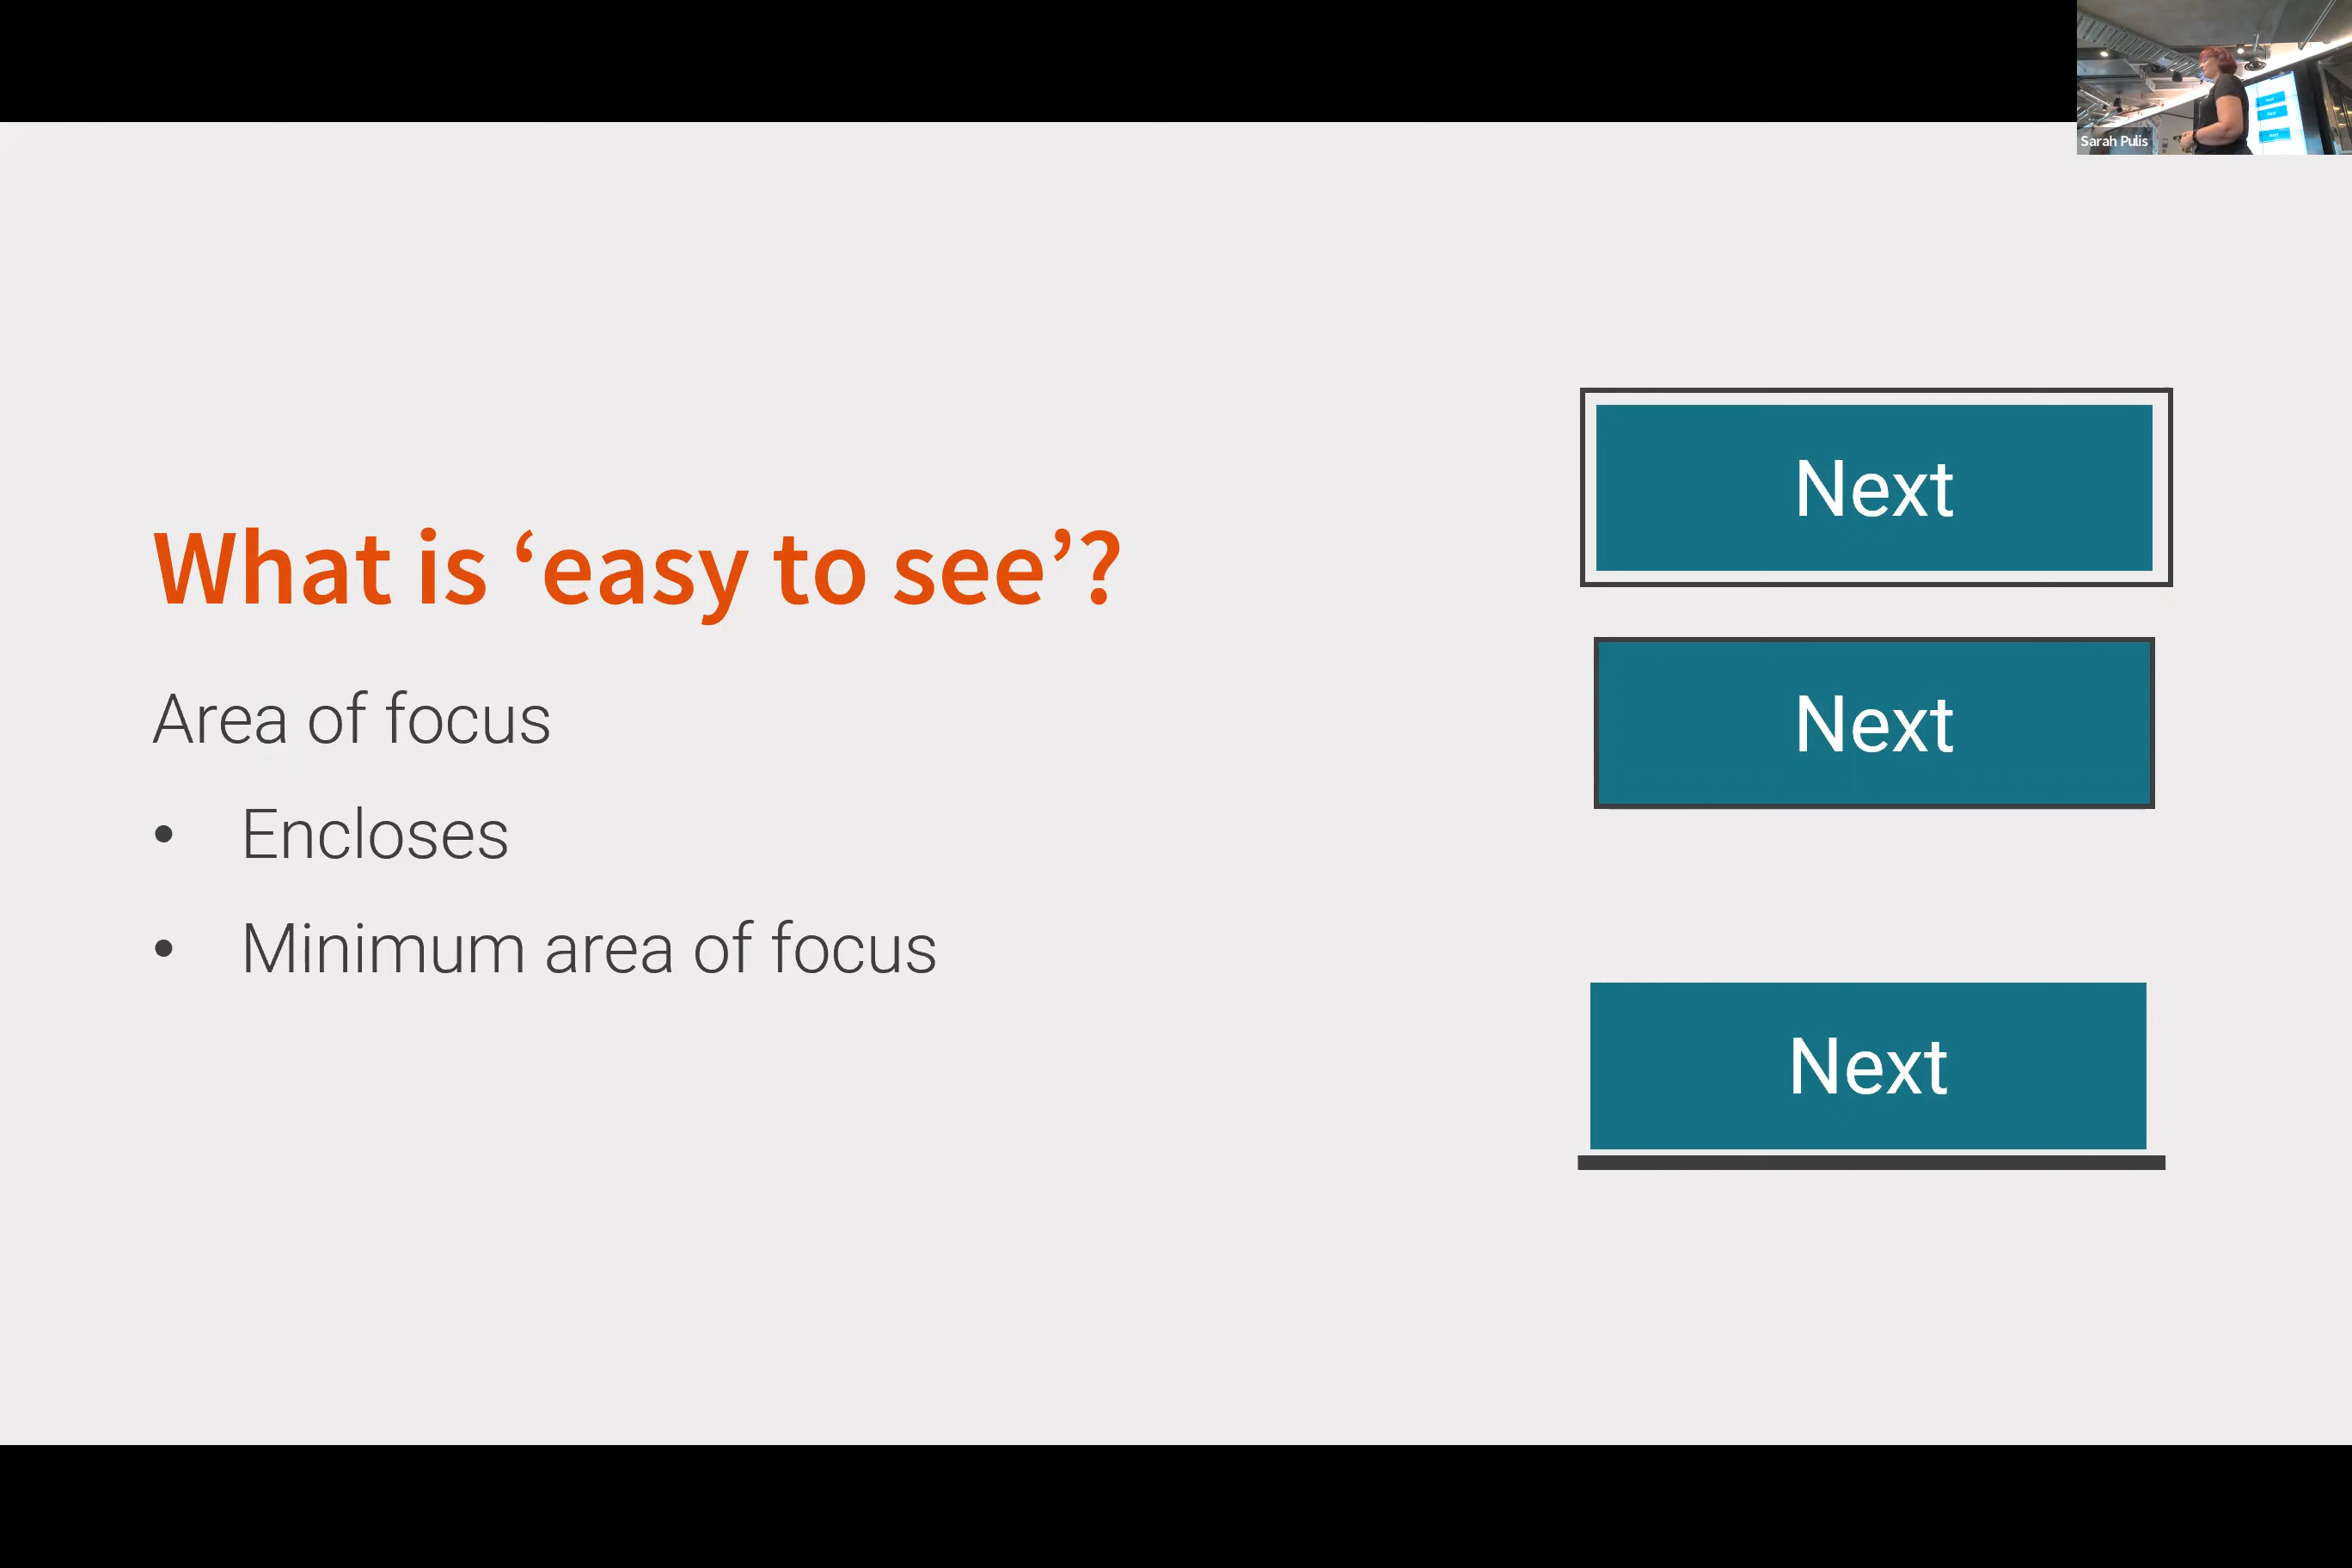 Sarah Pulis
What is ‘easy to see’?
Area of focus
• Encloses
• Minimum area of focus
Next
Next
Next